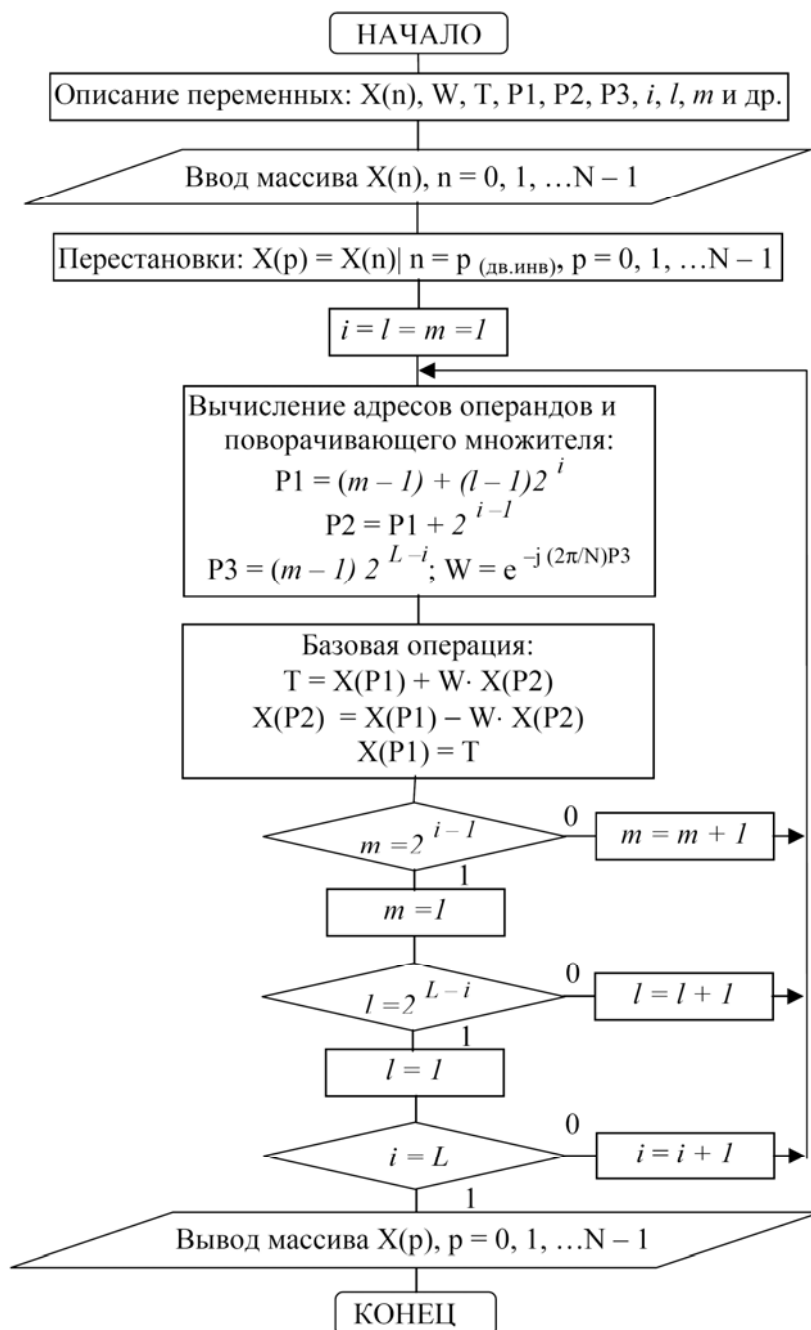 НАЧАЛО
Описание переменных: X(n), W, T, P1, P2, P3, i, l, m и др.
Ввод массива X(n), n = 0, 1, …N – 1
Перестановки: X(p) = X(n)| n = p (дв.инв), p = 0, 1, …N – 1
i = l = m =1
Вычисление адресов операндов и
поворачивающего множителя:
P1 = (m – 1) + (l – 1)2 i
P2 = P1 + 2 i –1
P3 = (m – 1) 2 L –i; W = e –j (2π/N)P3
Базовая операция:
T = X(P1) + W· X(P2)
X(P2) = X(P1) – W· X(P2)
X(P1) = T
m =2 i – 1
0
m = m + 1
1
m =1
l =2 L – i
0
l = l + 1
1
l = 1
i = L
0
i = i + 1
1
Вывод массива X(p), p = 0, 1, …N – 1
КОНЕЦ